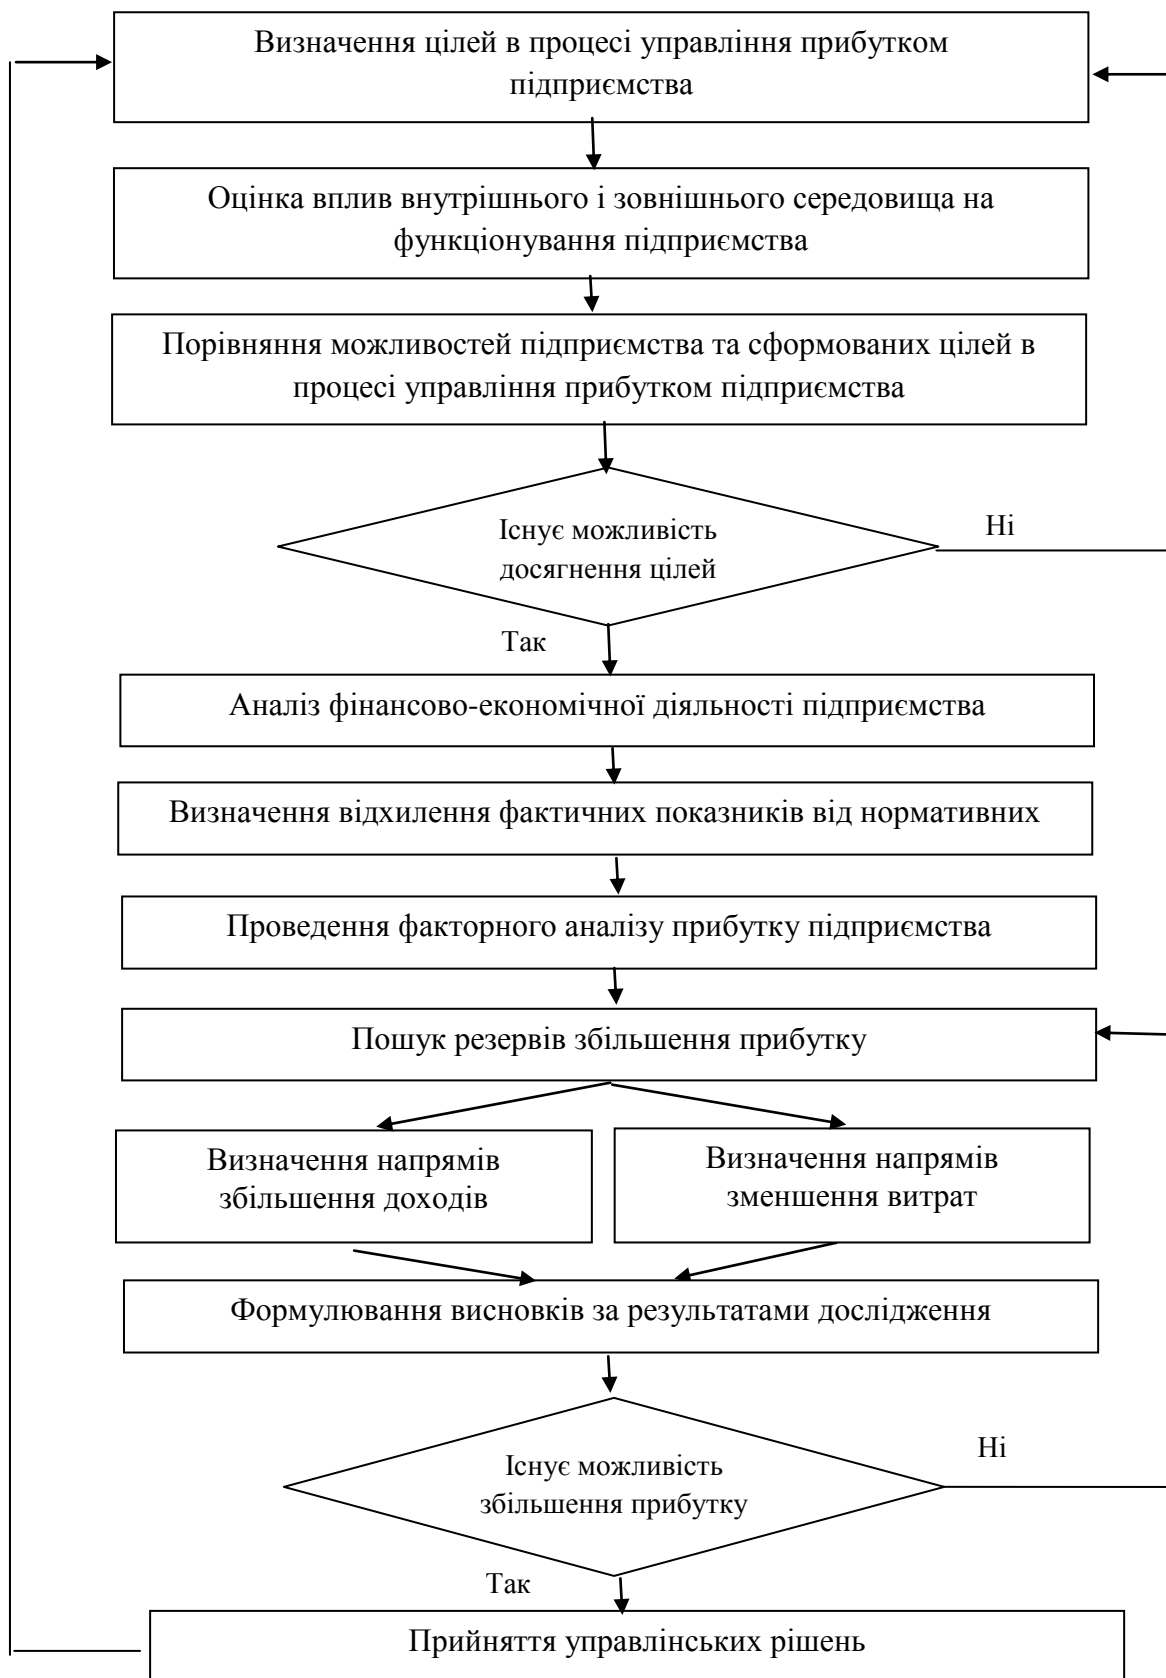 Визначення цілей в процесі управління прибутком
підприємства
Оцінка вплив внутрішнього і зовнішнього середовища на
функціонування підприємства
Порівняння можливостей підприємства та сформованих цілей в
процесі управління прибутком підприємства
Існує можливість
досягнення цілей
Ні
Так
Аналіз фінансово-економічної діяльності підприємства
Визначення відхилення фактичних показників від нормативних
Проведення факторного аналізу прибутку підприємства
Пошук резервів збільшення прибутку
Визначення напрямів
збільшення доходів
Визначення напрямів
зменшення витрат
Формулювання висновків за результатами дослідження
Існує можливість
збільшення прибутку
Ні
Так
Прийняття управлінських рішень